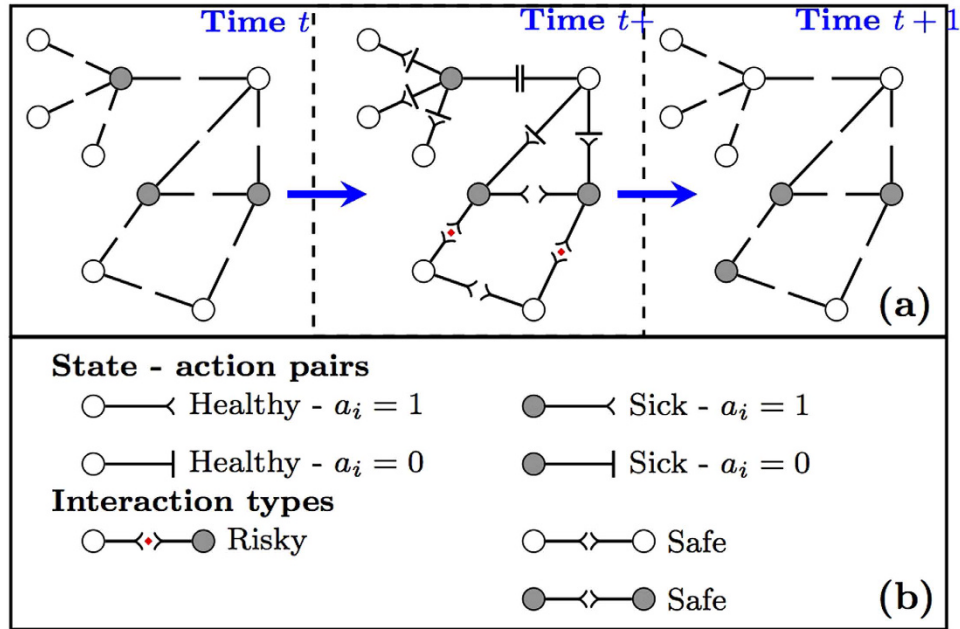 Time t
Time t+
Time t + 1
(a)
State - action pairs
Healthy - a_i = 1
Sick - a_i = 1
Healthy - a_i = 0
Sick - a_i = 0
Interaction types
Risky
Safe
Safe
(b)